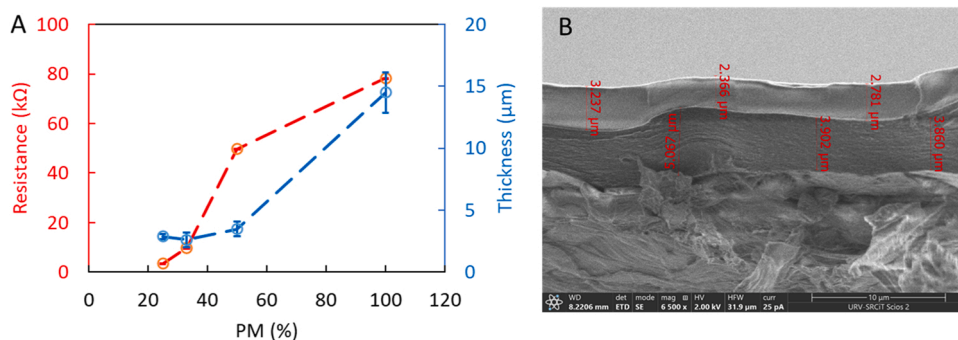 A
Resistance (kΩ)
100
80
60
40
20
0
0 20 40 60 80 100 120
PM (%)
20
15
10
5
0
Thickness (µm)
B
3.237 µm
2.366 µm
2.781 µm
3.902 µm
3.860 µm
WD det mode mag HV HFW curr
8.2206 mm ETD SE 6 500 x 2.00 kV 31.9 µm 25 pA
10 µm
URV-SRCiT Scios 2